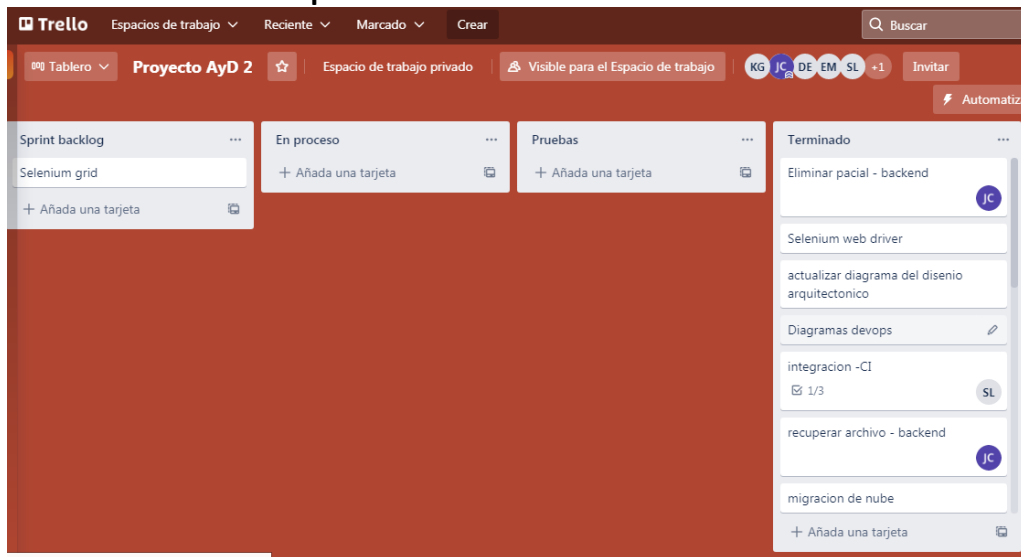 Trello Espacios de trabajo Reciente Marcado Crear Buscar
Tablero Proyecto AyD 2 Espacio de trabajo privado Visible para el Espacio de trabajo KG JC DE EM SL +1 Invitar
Automatiz
Sprint backlog
Selenium grid
+ Añada una tarjeta
En proceso
+ Añada una tarjeta
Pruebas
+ Añada una tarjeta
Terminado
Eliminar pacial - backend
JC
Selenium web driver
actualizar diagrama del disenio
arquitectonico
Diagramas devops
integracion -CI
1/3 SL
recuperar archivo - backend
JC
migracion de nube
+ Añada una tarjeta